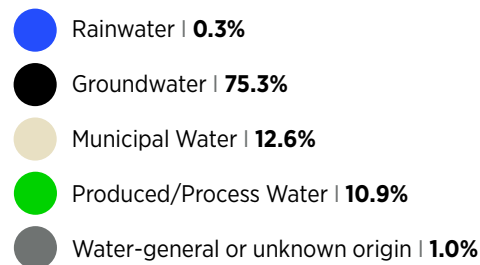 Rainwater | 0.3%
Groundwater | 75.3%
Municipal Water | 12.6%
Produced/Process Water | 10.9%
Water-general or unknown origin | 1.0%